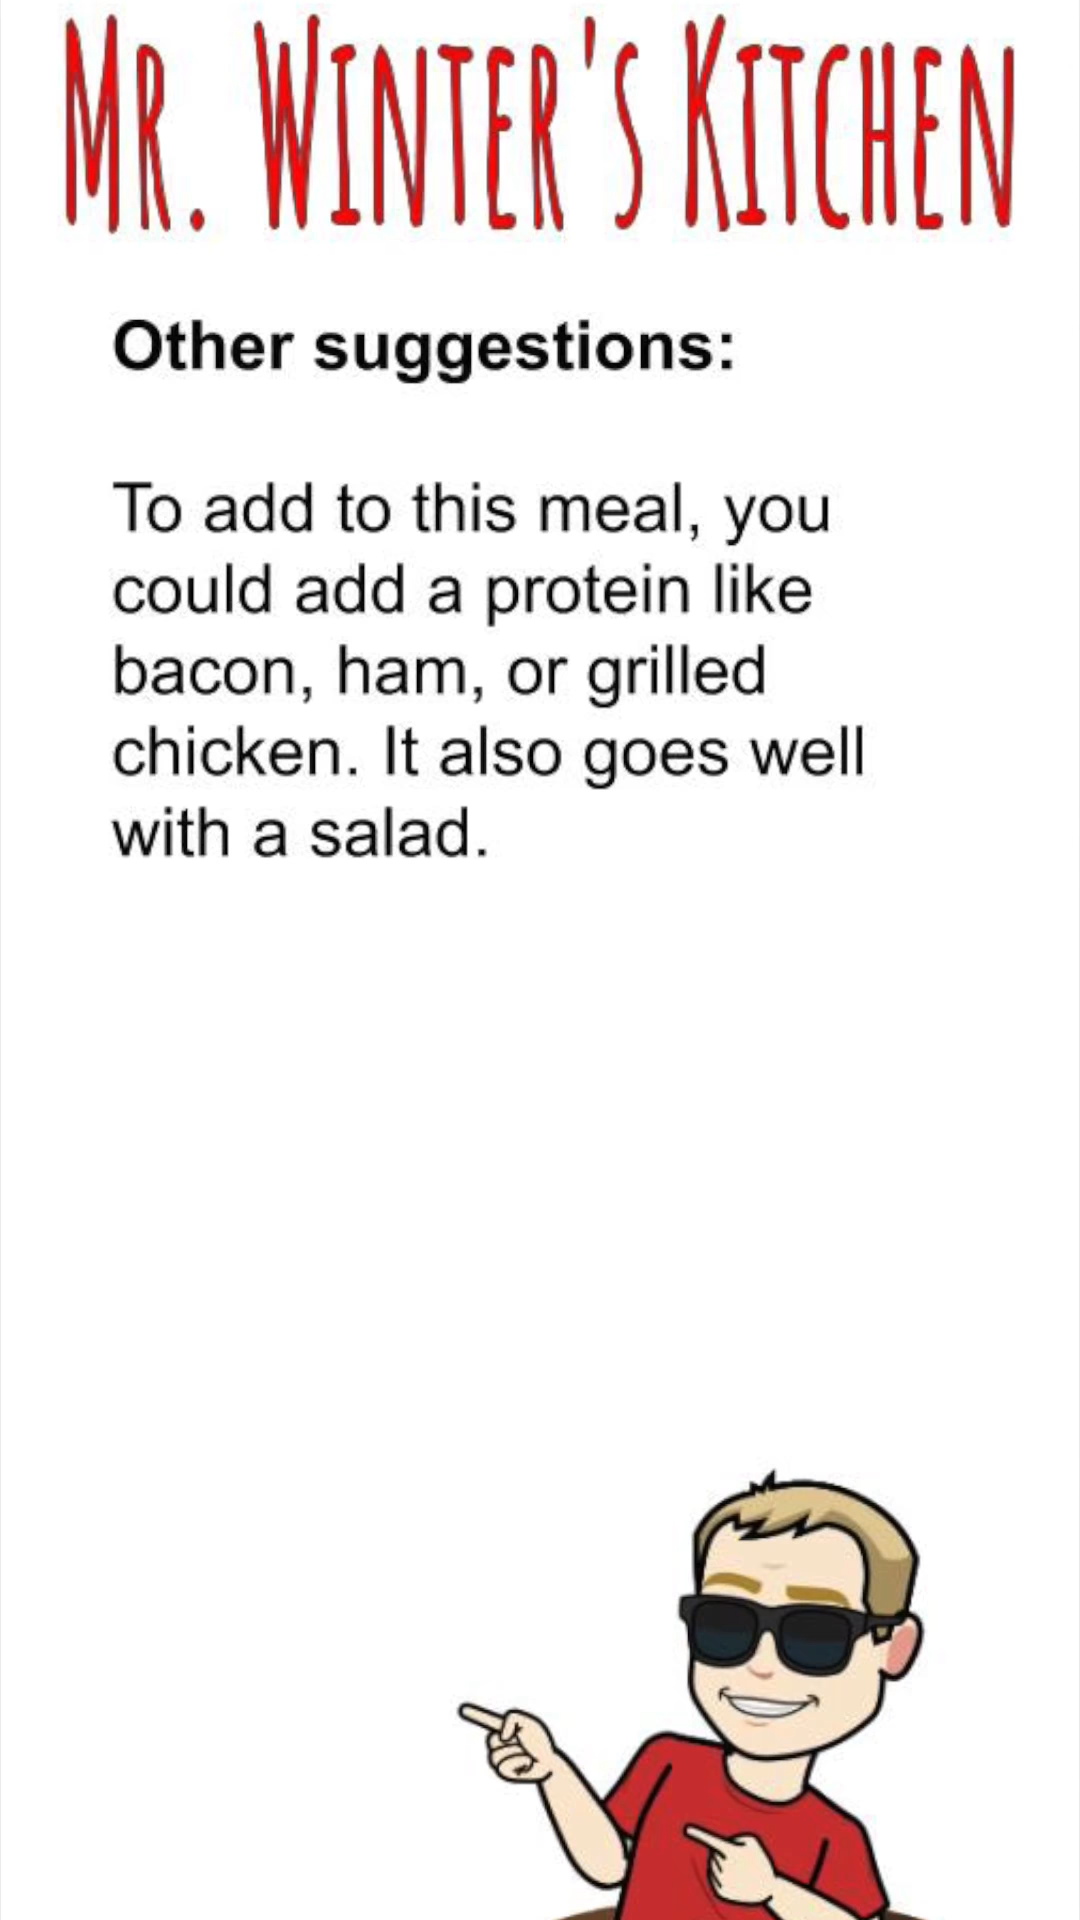 Mr. Winter's Kitchen
Other suggestions:
To add to this meal, you
could add a protein like
bacon, ham, or grilled
chicken. It also goes well
with a salad.